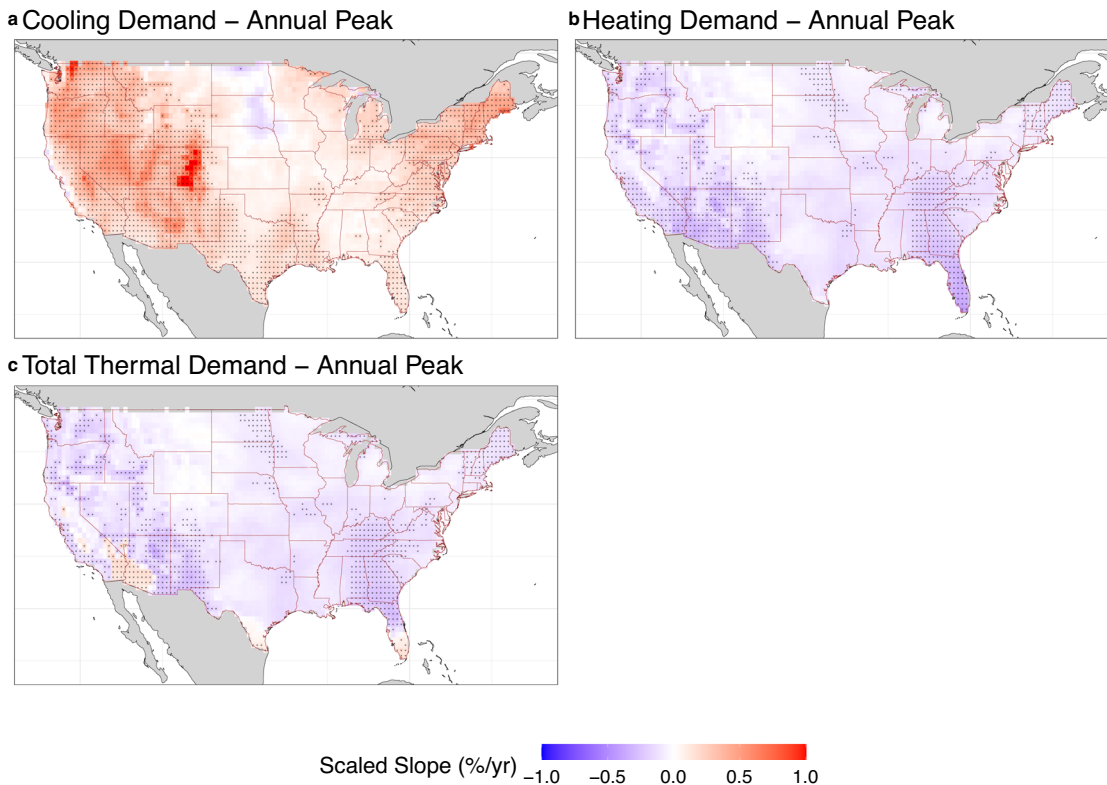 a Cooling Demand – Annual Peak
b Heating Demand – Annual Peak
c Total Thermal Demand – Annual Peak
Scaled Slope (%/yr)
−1.0 −0.5 0.0 0.5 1.0